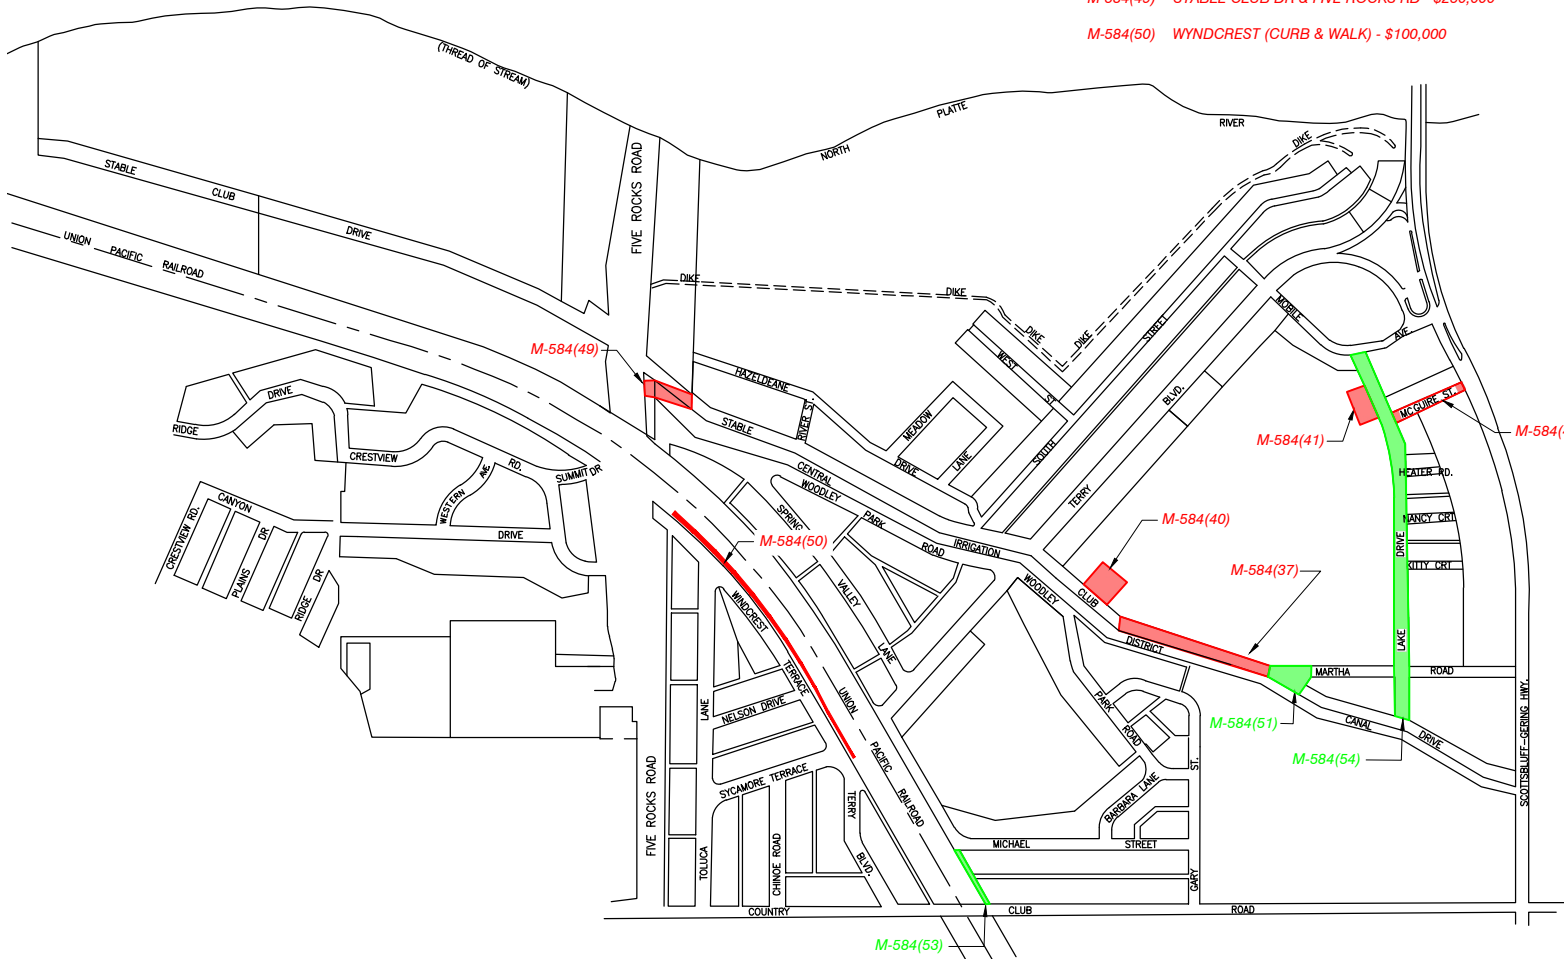 M-584(50) WYNDCREST (CURB & WALK) - $100,000
(THREAD OF STREAM)
NORTH PLATTE RIVER
DIKE
STABLE CLUB DRIVE
FIVE ROCKS ROAD
UNION PACIFIC RAILROAD
DIKE
DIKE
DIKE
DIKE
MOBILE AVE.
M-584(49)
HAZELDEANE DRIVE
RIVER ST.
WEST ST
SOUTH STREET
MEADOW LANE
TERRY BLVD.
MCGUIRE ST.
M-584(41)
M-584(
RIDGE DRIVE
CRESTVIEW RD.
SUMMIT DR
WESTERN AVE
STABLE
CENTRAL
WOODLEY PARK ROAD
IRRIGATION
HEATER RD.
NANCY CRT
KITTY CRT
LAKE DRIVE
CANYON DRIVE
CRESTVIEW RD.
PLAINS DR
RIDGE DR
SPRING VALLEY LANE
M-584(50)
M-584(40)
M-584(37)
WINDCREST TERRACE
WOODLEY PARK ROAD
CLUB
DISTRICT
MARTHA ROAD
CANAL DRIVE
M-584(51)
M-584(54)
LANE
NELSON DRIVE
UNION PACIFIC RAILROAD
SYCAMORE TERRACE
TERRY BLVD.
BARBARA LANE
GARY ST.
SCOTTSBLUFF-GERING HWY.
FIVE ROCKS ROAD
TOLUCA
CHINOE ROAD
MICHAEL STREET
COUNTRY CLUB ROAD
M-584(53)